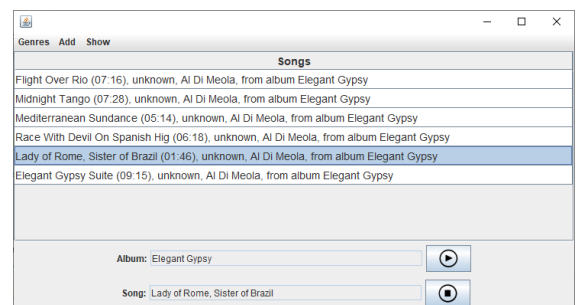 Genres Add Show
Songs
Flight Over Rio (07:16), unknown, Al Di Meola, from album Elegant Gypsy
Midnight Tango (07:28), unknown, Al Di Meola, from album Elegant Gypsy
Mediterranean Sundance (05:14), unknown, Al Di Meola, from album Elegant Gypsy
Race With Devil On Spanish Hig (06:18), unknown, Al Di Meola, from album Elegant Gypsy
Lady of Rome, Sister of Brazil (01:46), unknown, Al Di Meola, from album Elegant Gypsy
Elegant Gypsy Suite (09:15), unknown, Al Di Meola, from album Elegant Gypsy
Album: Elegant Gypsy
Song: Lady of Rome, Sister of Brazil